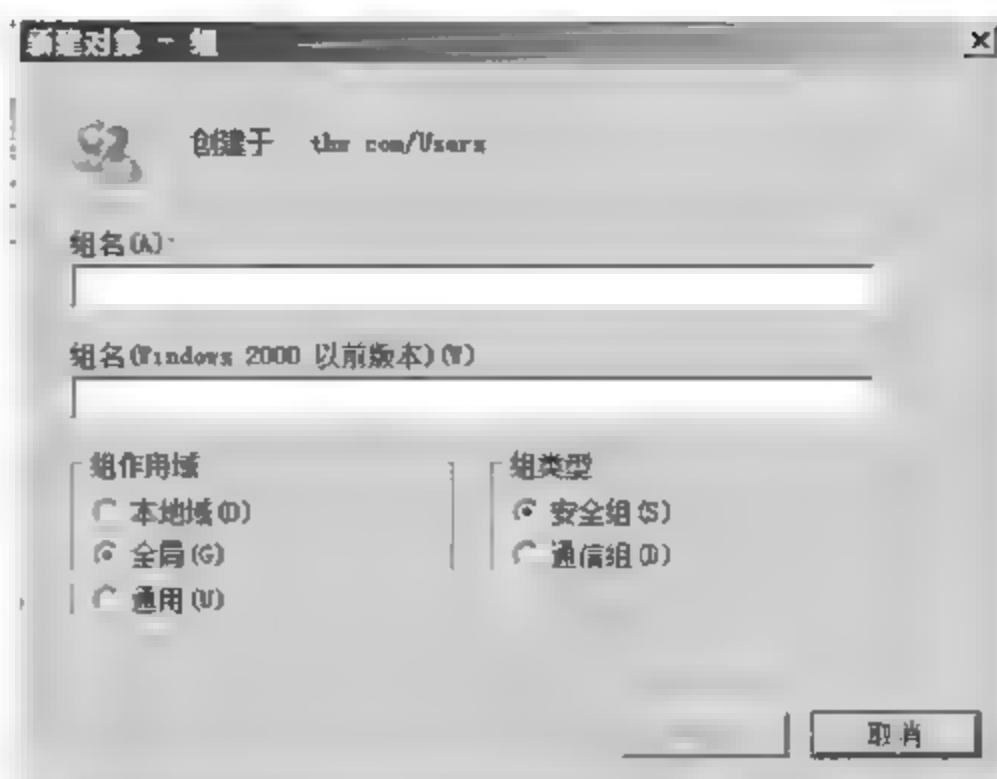 新建对象 - 组
创建于 thr com/Users
组名(A):
组名(Windows 2000 以前版本)(W)
组作用域
组类型
本地域(O)
安全组(S)
全局(G)
通信组(D)
通用(U)
取消